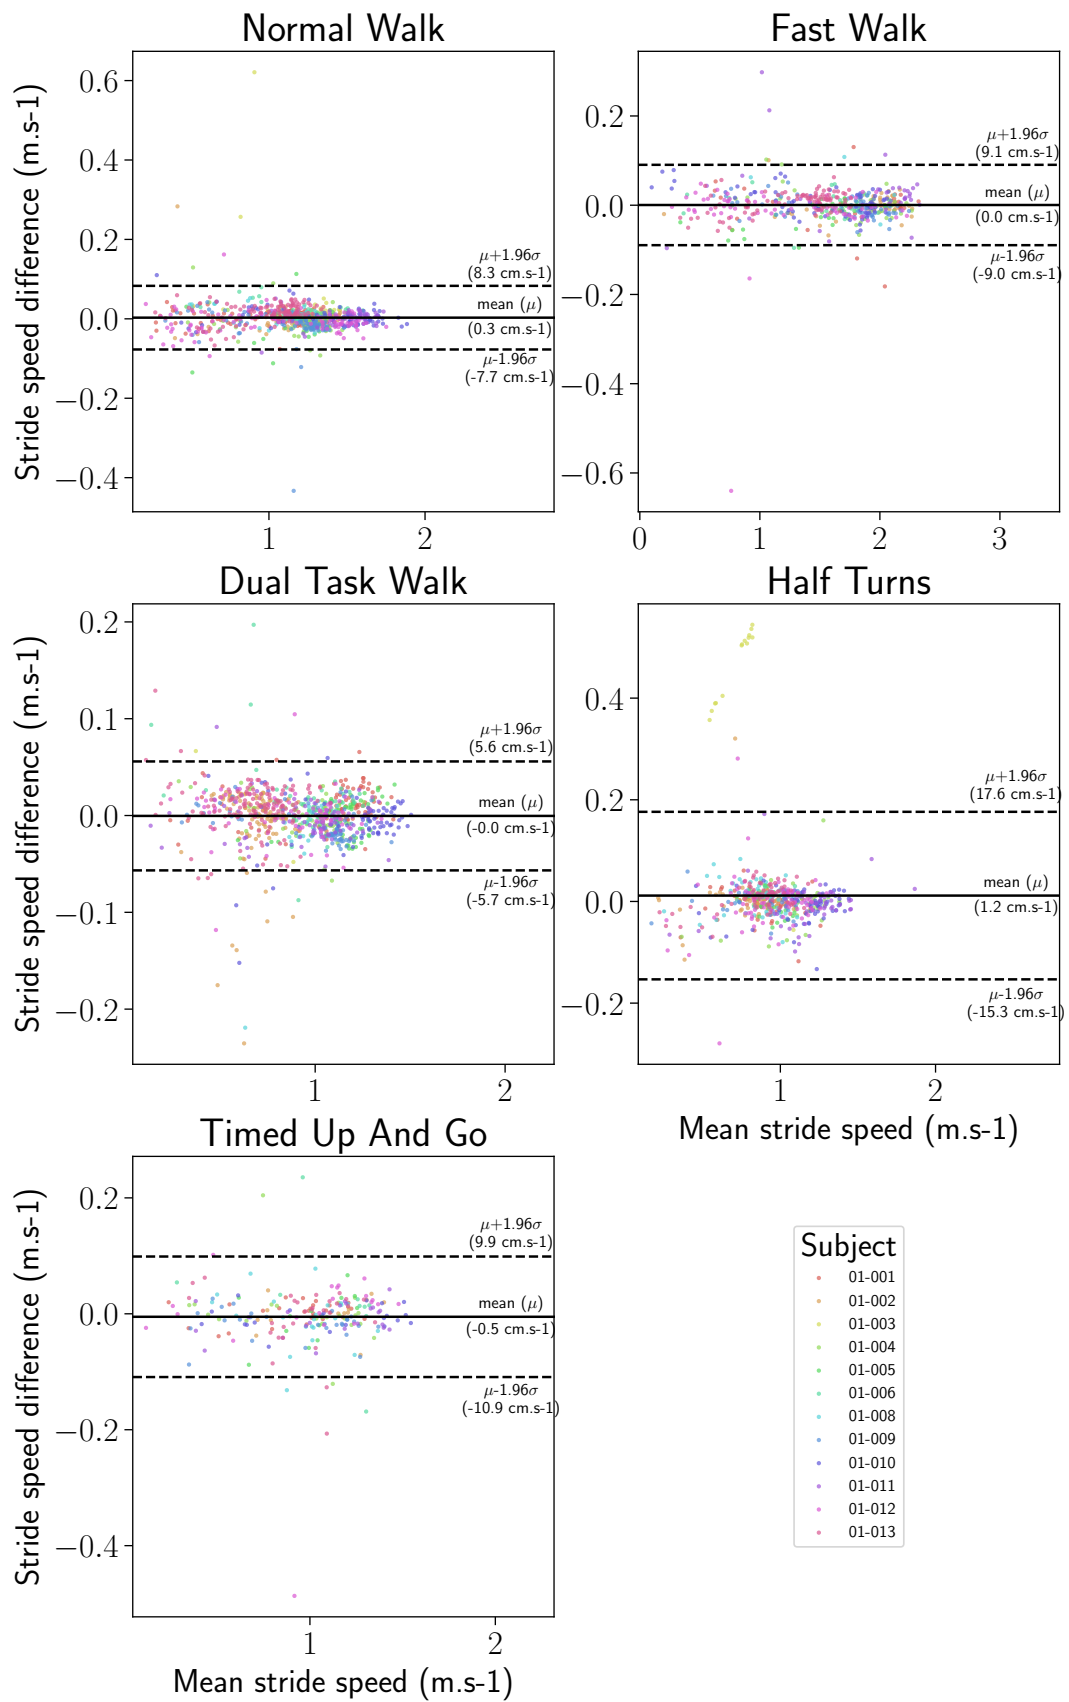 Normal Walk
Stride speed difference (m.s-1)
0.6
0.4
0.2
0.0
−0.2
−0.4
μ+1.96σ
(8.3 cm.s-1)
mean (μ)
(0.3 cm.s-1)
μ-1.96σ
(-7.7 cm.s-1)
1 2
Fast Walk
0.2
0.0
−0.2
−0.4
−0.6
μ+1.96σ
(9.1 cm.s-1)
mean (μ)
(0.0 cm.s-1)
μ-1.96σ
(-9.0 cm.s-1)
0 1 2 3
Dual Task Walk
Stride speed difference (m.s-1)
0.2
0.1
0.0
−0.1
−0.2
μ+1.96σ
(5.6 cm.s-1)
mean (μ)
(-0.0 cm.s-1)
μ-1.96σ
(-5.7 cm.s-1)
1 2
Half Turns
0.4
0.2
0.0
−0.2
μ+1.96σ
(17.6 cm.s-1)
mean (μ)
(1.2 cm.s-1)
μ-1.96σ
(-15.3 cm.s-1)
1 2
Mean stride speed (m.s-1)
Timed Up And Go
Stride speed difference (m.s-1)
0.2
0.0
−0.2
−0.4
μ+1.96σ
(9.9 cm.s-1)
mean (μ)
(-0.5 cm.s-1)
μ-1.96σ
(-10.9 cm.s-1)
1 2
Mean stride speed (m.s-1)
Subject
01-001
01-002
01-003
01-004
01-005
01-006
01-008
01-009
01-010
01-011
01-012
01-013